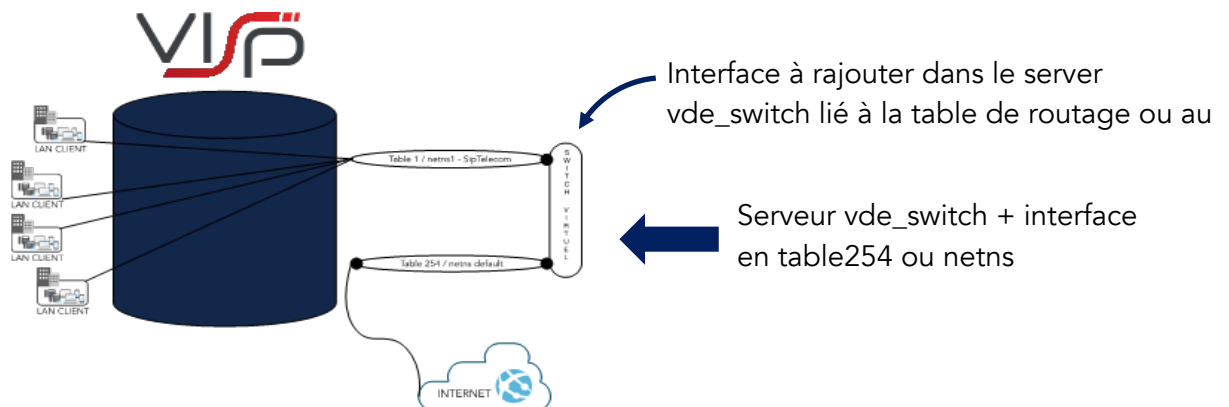 VISP
Interface à rajouter dans le server
vde_switch lié à la table de routage ou au
LAN CLIENT
Table 1 / netns1 - SipTelecom
SWITCH VIRTUEL
LAN CLIENT
LAN CLIENT
Serveur vde_switch + interface
en table254 ou netns
Table 254 / netns default
LAN CLIENT
INTERNET